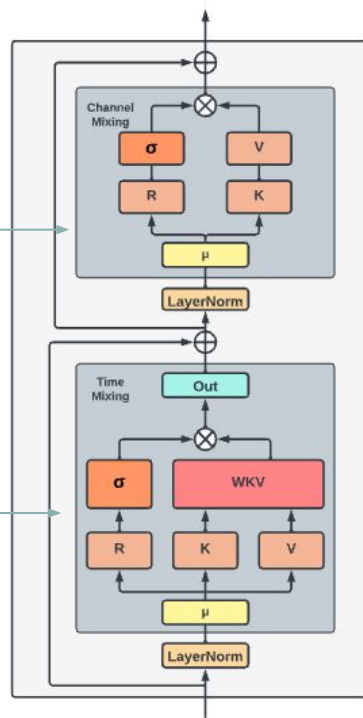 Channel
Mixing
σ
V
R
K
μ
LayerNorm
Time
Mixing
Out
σ
WKV
R
K
V
μ
LayerNorm